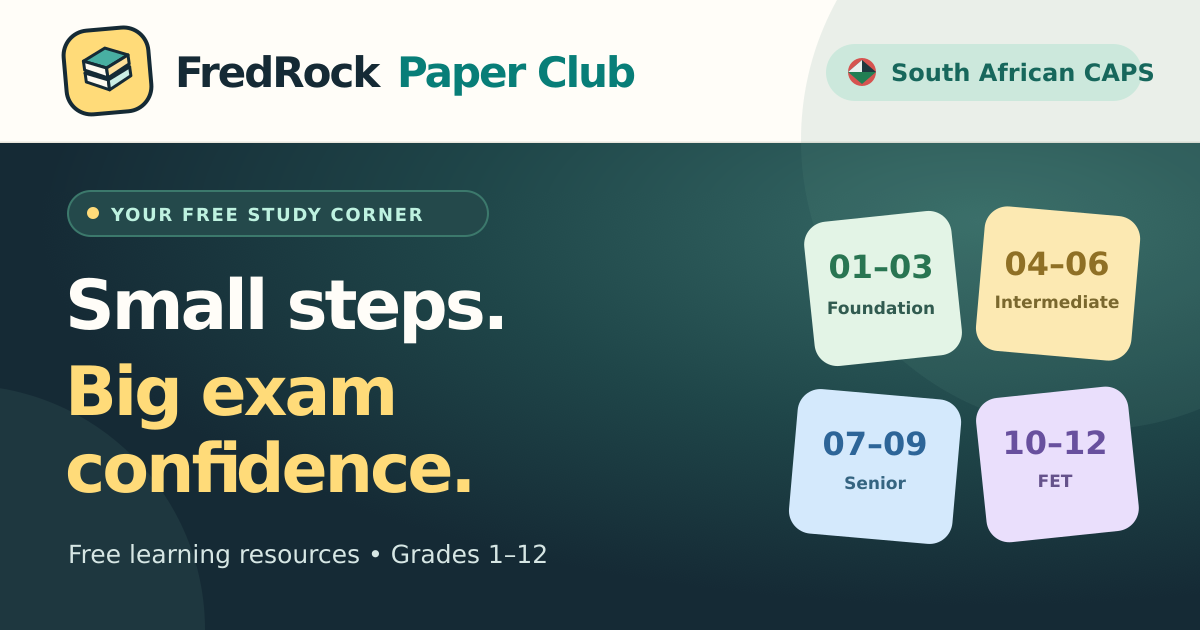 FredRock Paper Club
South African CAPS
YOUR FREE STUDY CORNER
Small steps.
Big exam
confidence.
Free learning resources • Grades 1–12
01–03
Foundation
04–06
Intermediate
07–09
Senior
10–12
FET